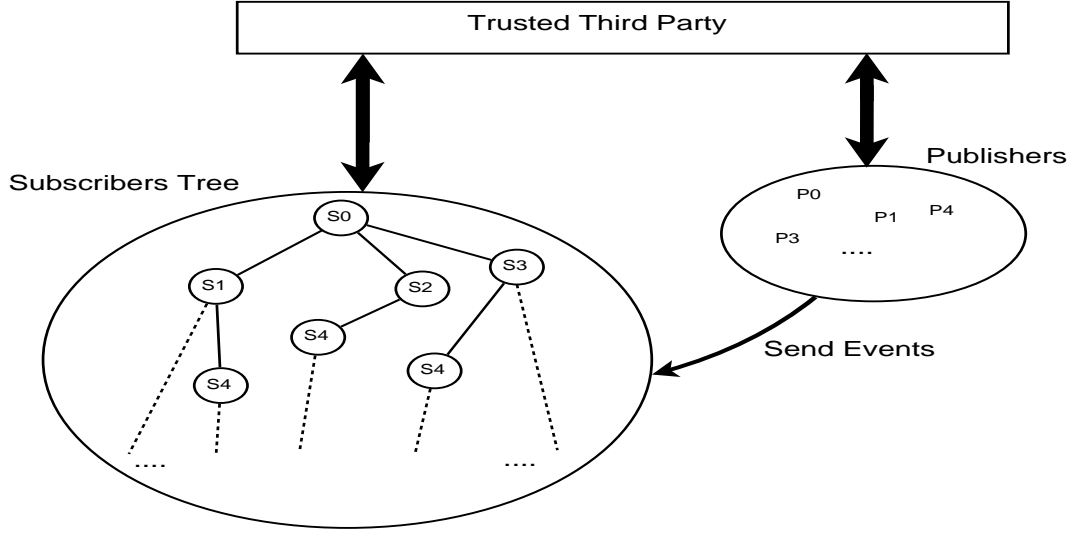 Trusted Third Party
Publishers
Subscribers Tree
P0
P1
P4
P3
....
S0
S1
S2
S3
S4
S4
S4
Send Events
....
....